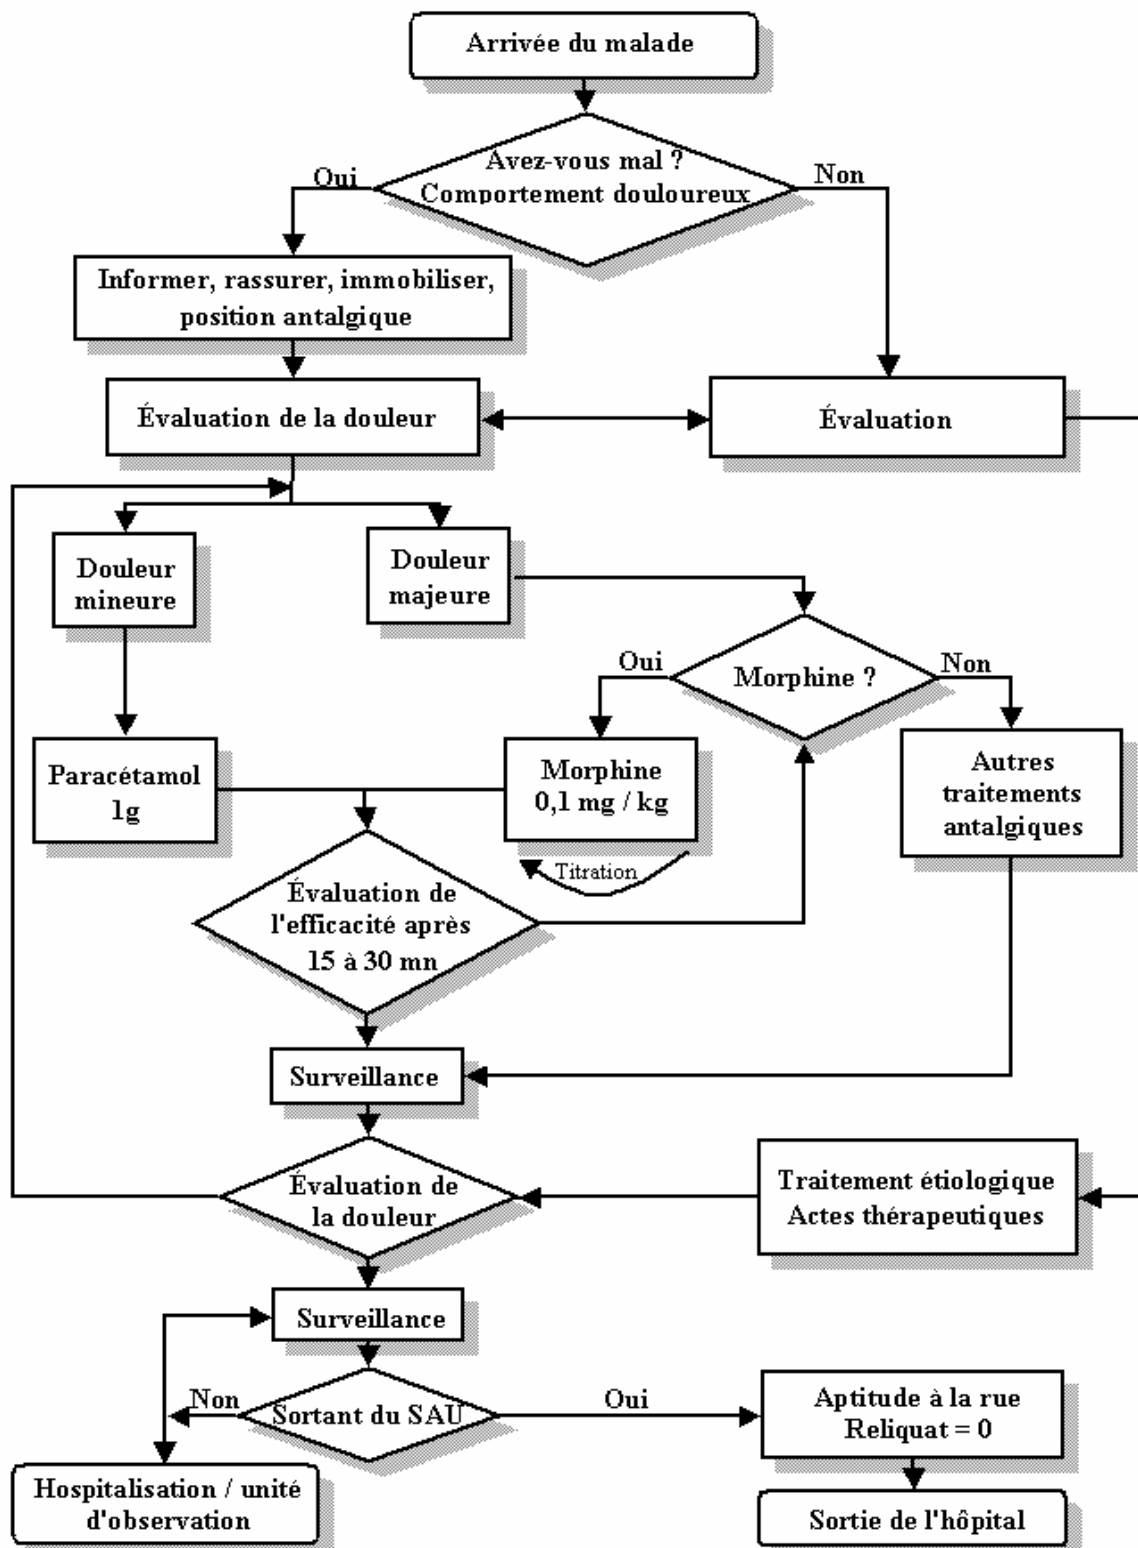 Arrivée du malade
Avez-vous mal ?
Comportement douloureux
Oui
Non
Informer, rassurer, immobiliser,
position antalgique
Évaluation de la douleur
Évaluation
Douleur
mineure
Douleur
majeure
Oui
Morphine ?
Non
Paracétamol
1g
Morphine
0,1 mg / kg
Autres
traitements
antalgiques
Titration
Évaluation de
l'efficacité après
15 à 30 mn
Surveillance
Évaluation de
la douleur
Traitement étiologique
Actes thérapeutiques
Surveillance
Non
Sortant du SAU
Oui
Aptitude à la rue
Reliquat = 0
Hospitalisation / unité
d'observation
Sortie de l'hôpital